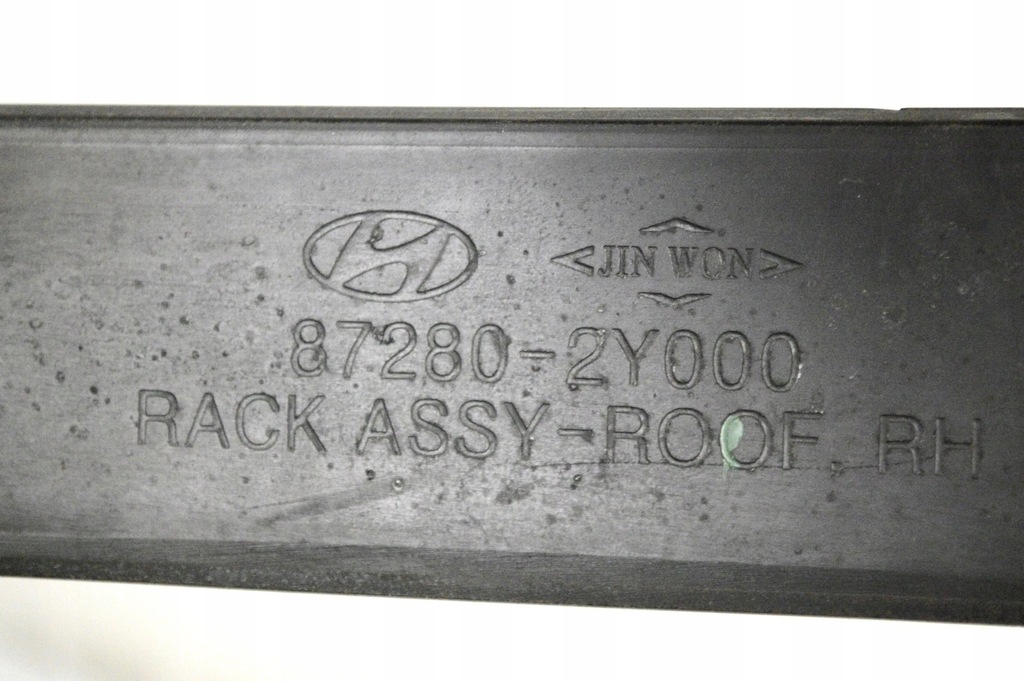 <JIN WON>
87280-2Y000
RACK ASSY-ROOF, RH